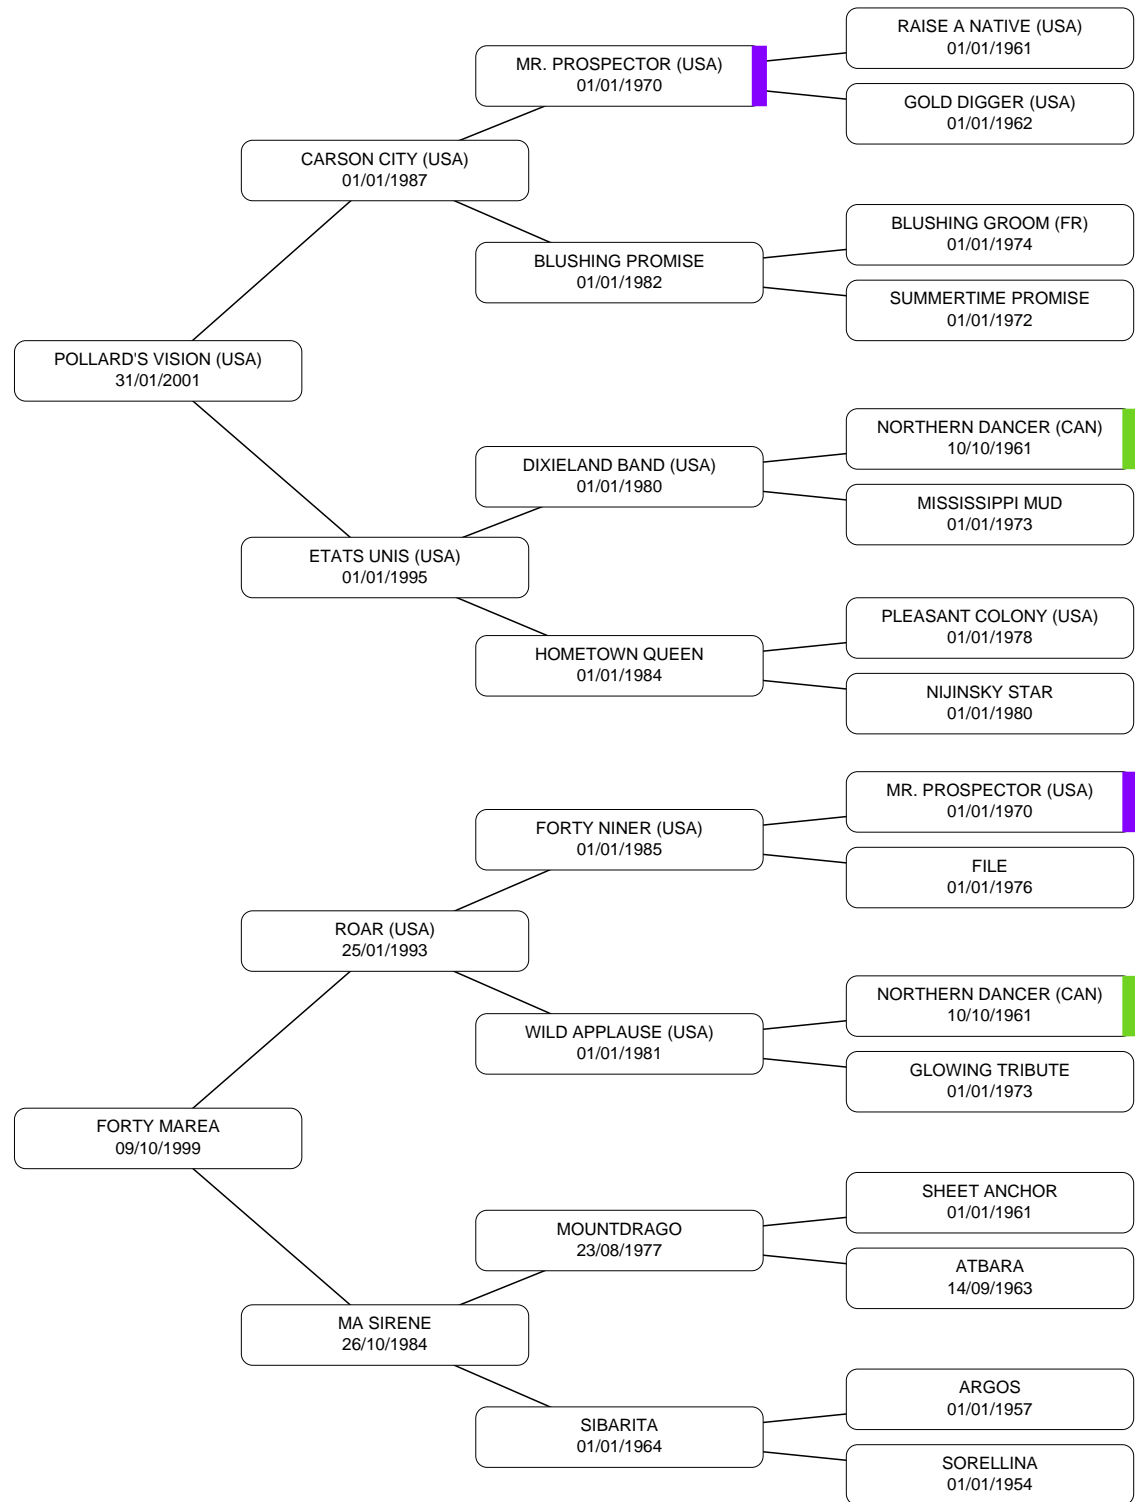 RAISE A NATIVE (USA)
01/01/1961
MR. PROSPECTOR (USA)
01/01/1970
GOLD DIGGER (USA)
01/01/1962
CARSON CITY (USA)
01/01/1987
BLUSHING GROOM (FR)
01/01/1974
BLUSHING PROMISE
01/01/1982
SUMMERTIME PROMISE
01/01/1972
POLLARD'S VISION (USA)
31/01/2001
NORTHERN DANCER (CAN)
10/10/1961
DIXIELAND BAND (USA)
01/01/1980
MISSISSIPPI MUD
01/01/1973
ETATS UNIS (USA)
01/01/1995
PLEASANT COLONY (USA)
01/01/1978
HOMETOWN QUEEN
01/01/1984
NIJINSKY STAR
01/01/1980
MR. PROSPECTOR (USA)
01/01/1970
FORTY NINER (USA)
01/01/1985
FILE
01/01/1976
ROAR (USA)
25/01/1993
NORTHERN DANCER (CAN)
10/10/1961
WILD APPLAUSE (USA)
01/01/1981
GLOWING TRIBUTE
01/01/1973
FORTY MAREA
09/10/1999
SHEET ANCHOR
01/01/1961
MOUNTDRAGO
23/08/1977
ATBARA
14/09/1963
MA SIRENE
26/10/1984
ARGOS
01/01/1957
SIBARITA
01/01/1964
SORELLINA
01/01/1954